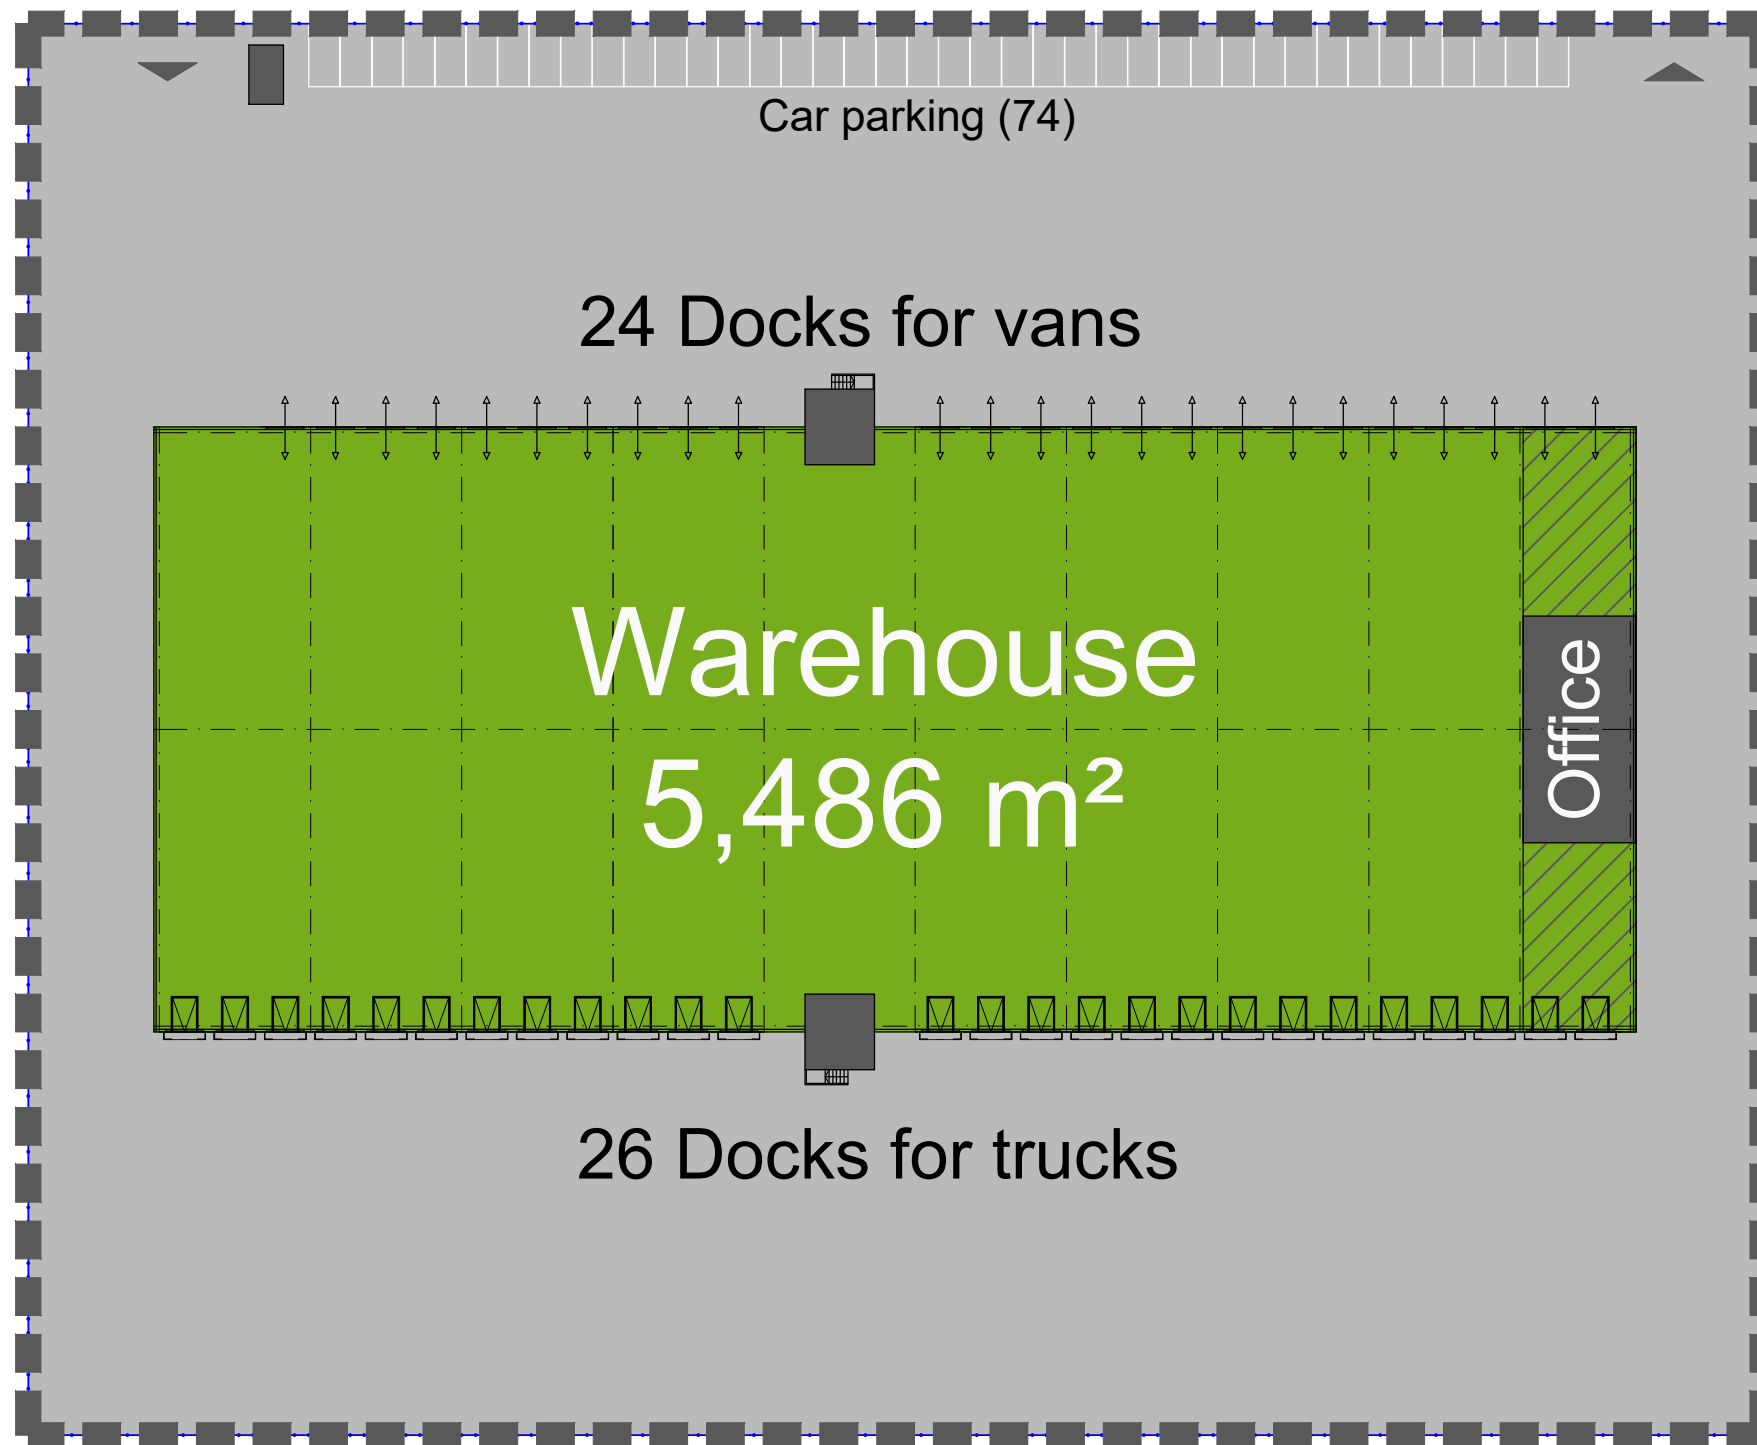 Car parking (74)
24 Docks for vans
Warehouse
5,486 m²
Office
26 Docks for trucks